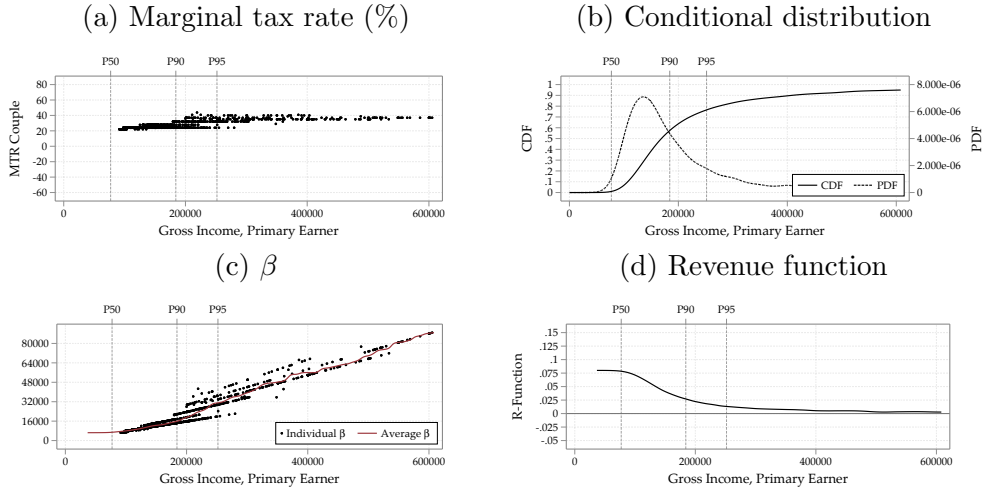 (a) Marginal tax rate (%)
P50 P90 P95
80
60
40
20
0
-20
-40
-60
MTR Couple
0 200000 400000 600000
Gross Income, Primary Earner
(b) Conditional distribution
P50 P90 P95
1
.9
.8
.7
.6
.5
.4
.3
.2
.1
0
CDF
8.000e-06
6.000e-06
4.000e-06
2.000e-06
0
PDF
CDF PDF
0 200000 400000 600000
Gross Income, Primary Earner
(c) β
P50 P90 P95
80000
64000
48000
32000
16000
0
Individual β Average β
0 200000 400000 600000
Gross Income, Primary Earner
(d) Revenue function
P50 P90 P95
.15
.125
.1
.075
.05
.025
0
-.025
-.05
R-Function
0 200000 400000 600000
Gross Income, Primary Earner